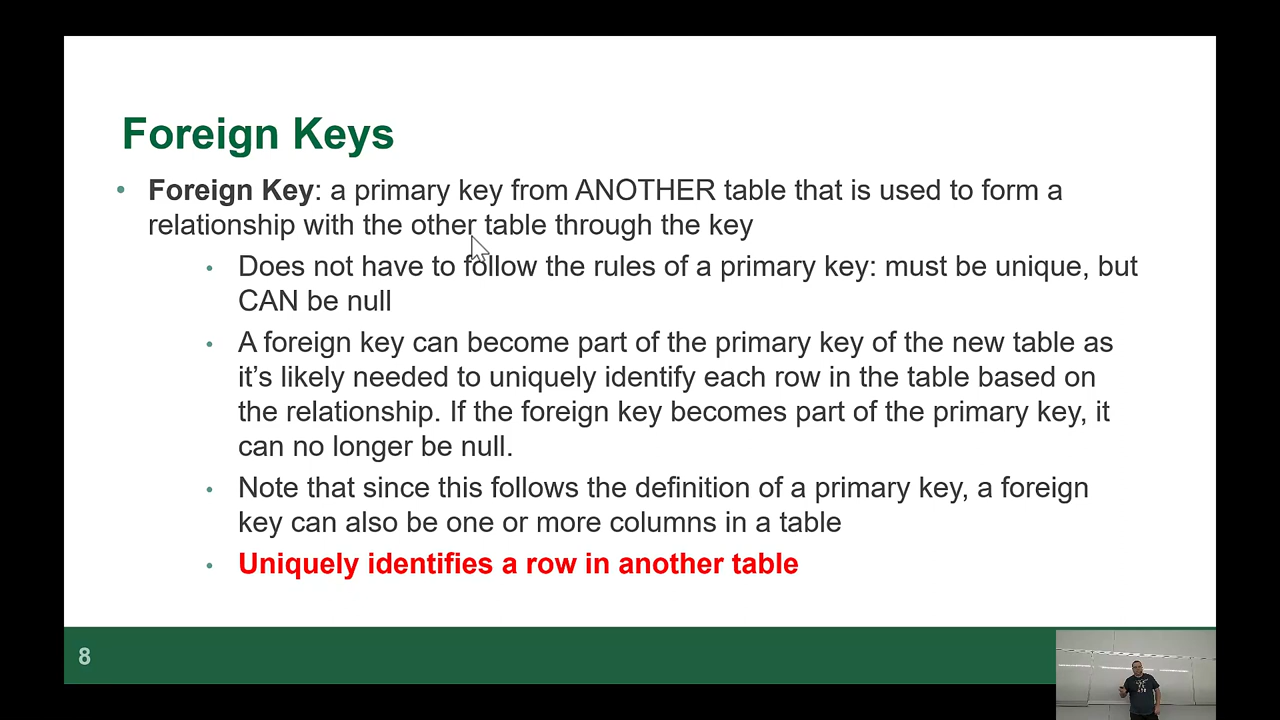 Foreign Keys
• Foreign Key: a primary key from ANOTHER table that is used to form a
relationship with the other table through the key
• Does not have to follow the rules of a primary key: must be unique, but
CAN be null
• A foreign key can become part of the primary key of the new table as
it’s likely needed to uniquely identify each row in the table based on
the relationship. If the foreign key becomes part of the primary key, it
can no longer be null.
• Note that since this follows the definition of a primary key, a foreign
key can also be one or more columns in a table
• Uniquely identifies a row in another table
8